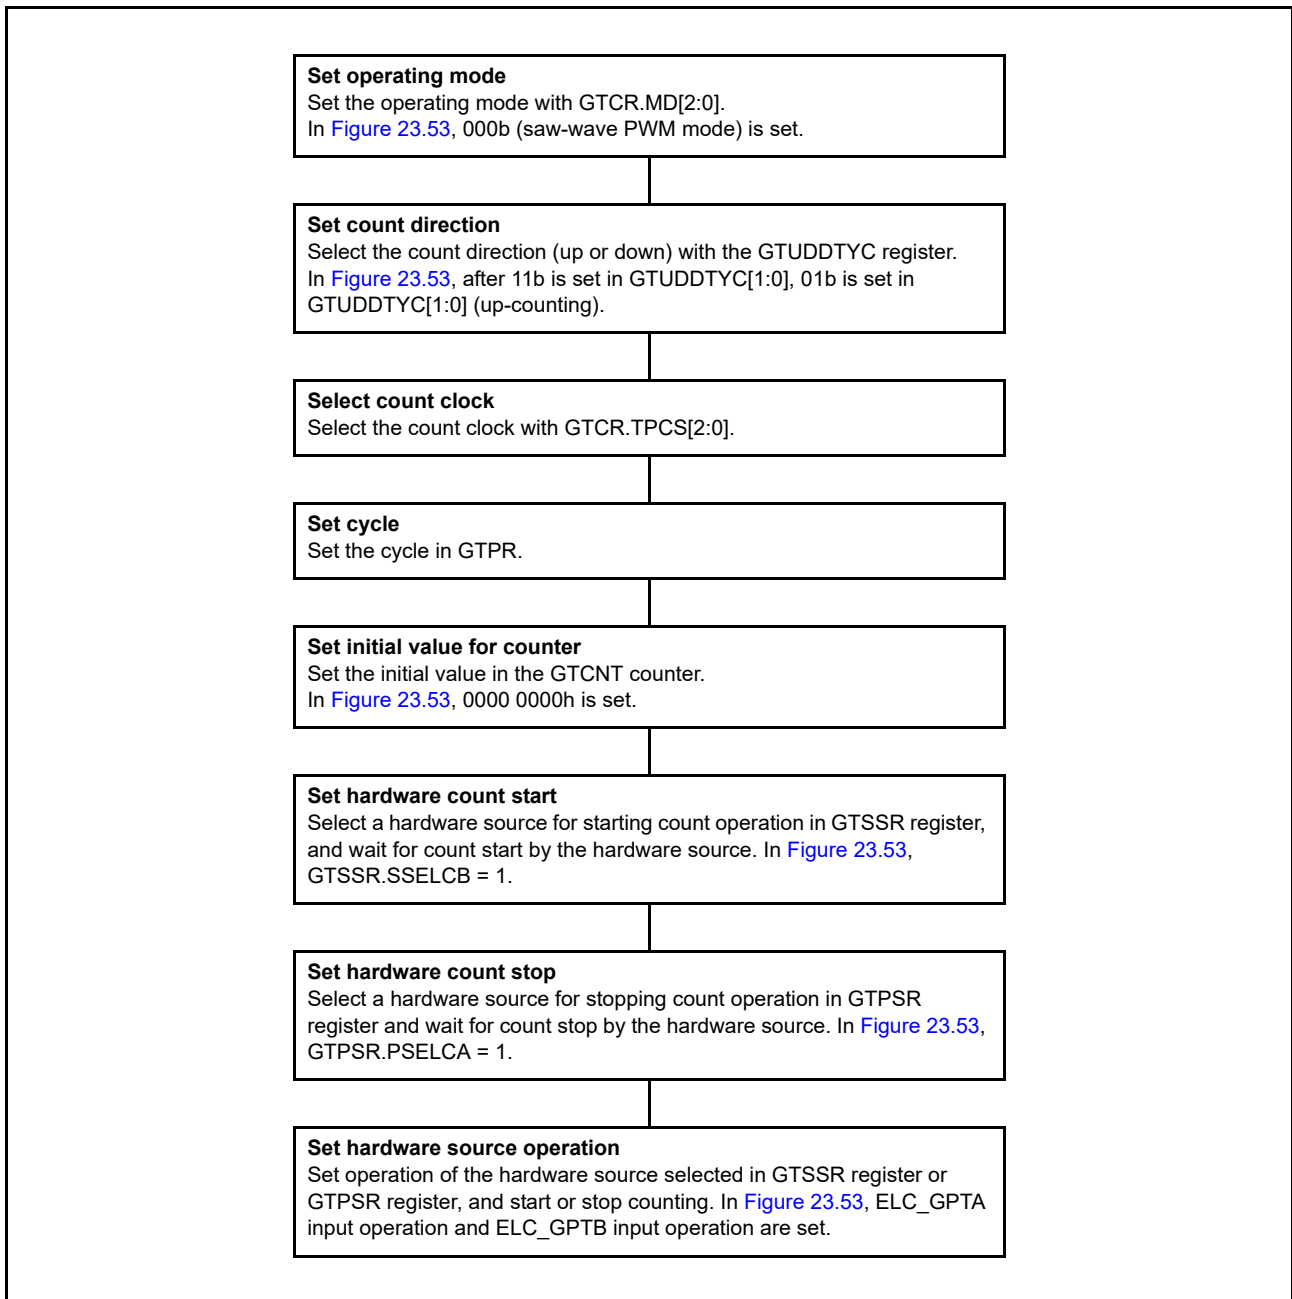 Set operating mode
Set the operating mode with GTCR.MD[2:0].
In Figure 23.53, 000b (saw-wave PWM mode) is set.
Set count direction
Select the count direction (up or down) with the GTUDDTYC register.
In Figure 23.53, after 11b is set in GTUDDTYC[1:0], 01b is set in
GTUDDTYC[1:0] (up-counting).
Select count clock
Select the count clock with GTCR.TPCS[2:0].
Set cycle
Set the cycle in GTPR.
Set initial value for counter
Set the initial value in the GTCNT counter.
In Figure 23.53, 0000 0000h is set.
Set hardware count start
Select a hardware source for starting count operation in GTSSR register,
and wait for count start by the hardware source. In Figure 23.53,
GTSSR.SSELCB = 1.
Set hardware count stop
Select a hardware source for stopping count operation in GTPSR
register and wait for count stop by the hardware source. In Figure 23.53,
GTPSR.PSELCA = 1.
Set hardware source operation
Set operation of the hardware source selected in GTSSR register or
GTPSR register, and start or stop counting. In Figure 23.53, ELC_GPTA
input operation and ELC_GPTB input operation are set.